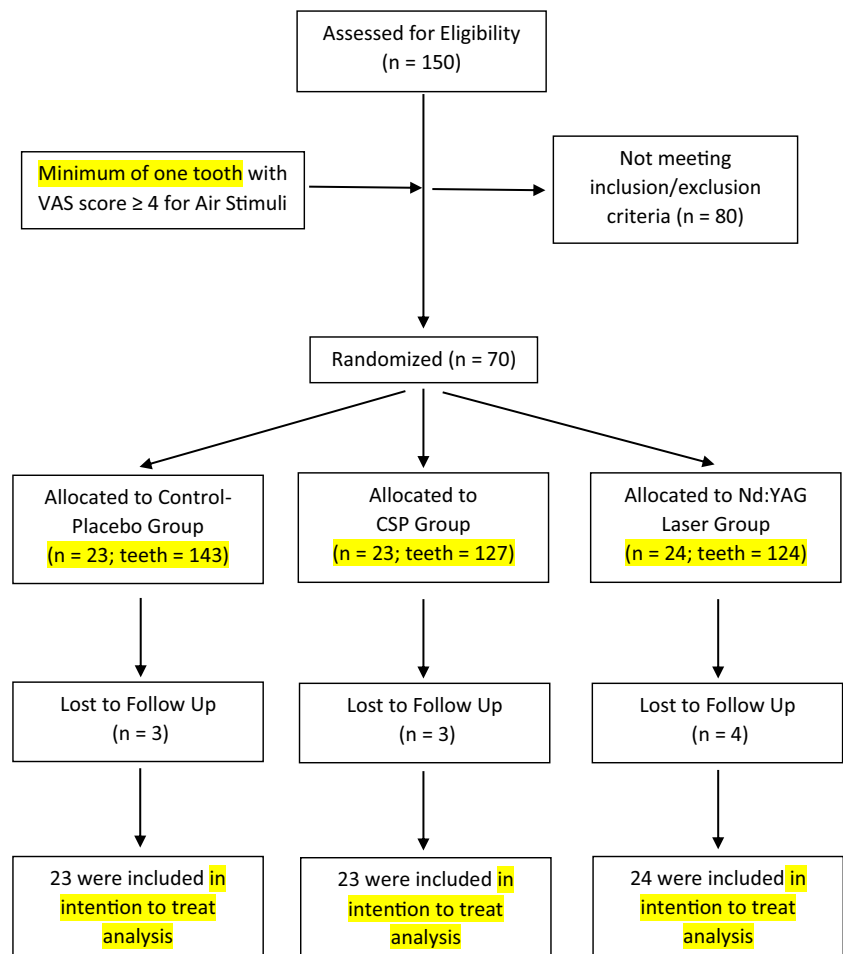 Assessed for Eligibility
(n = 150)
Minimum of one tooth with
VAS score ≥ 4 for Air Stimuli
Not meeting
inclusion/exclusion
criteria (n = 80)
Randomized (n = 70)
Allocated to Control-
Placebo Group
(n = 23; teeth = 143)
Allocated to
CSP Group
(n = 23; teeth = 127)
Allocated to Nd:YAG
Laser Group
(n = 24; teeth = 124)
Lost to Follow Up
(n = 3)
Lost to Follow Up
(n = 3)
Lost to Follow Up
(n = 4)
23 were included in
intention to treat
analysis
23 were included in
intention to treat
analysis
24 were included in
intention to treat
analysis